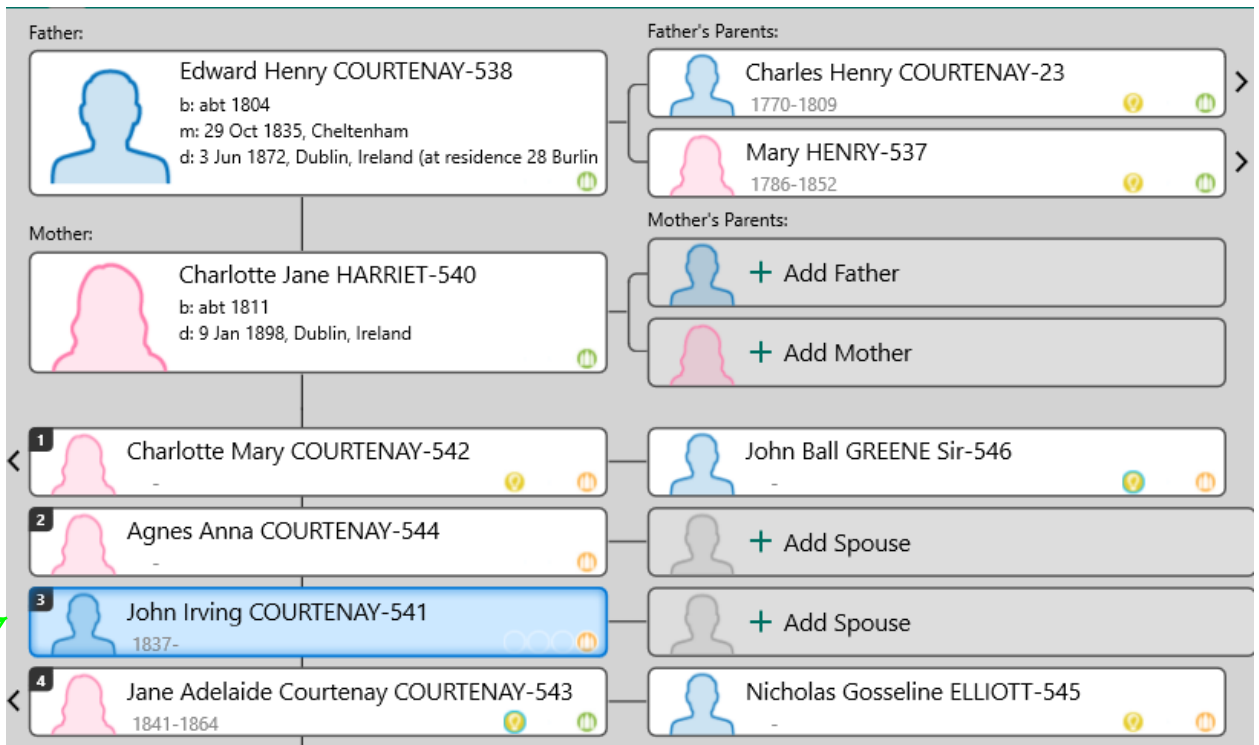 Father:
Edward Henry COURTENAY-538
b: abt 1804
m: 29 Oct 1835, Cheltenham
d: 3 Jun 1872, Dublin, Ireland (at residence 28 Burlin
Father's Parents:
Charles Henry COURTENAY-23
1770-1809
Mary HENRY-537
1786-1852
Mother:
Charlotte Jane HARRIET-540
b: abt 1811
d: 9 Jan 1898, Dublin, Ireland
Mother's Parents:
+ Add Father
+ Add Mother
1
Charlotte Mary COURTENAY-542
-
John Ball GREENE Sir-546
-
2
Agnes Anna COURTENAY-544
-
+ Add Spouse
3
John Irving COURTENAY-541
1837-
+ Add Spouse
4
Jane Adelaide Courtenay COURTENAY-543
1841-1864
Nicholas Gosseline ELLIOTT-545
-